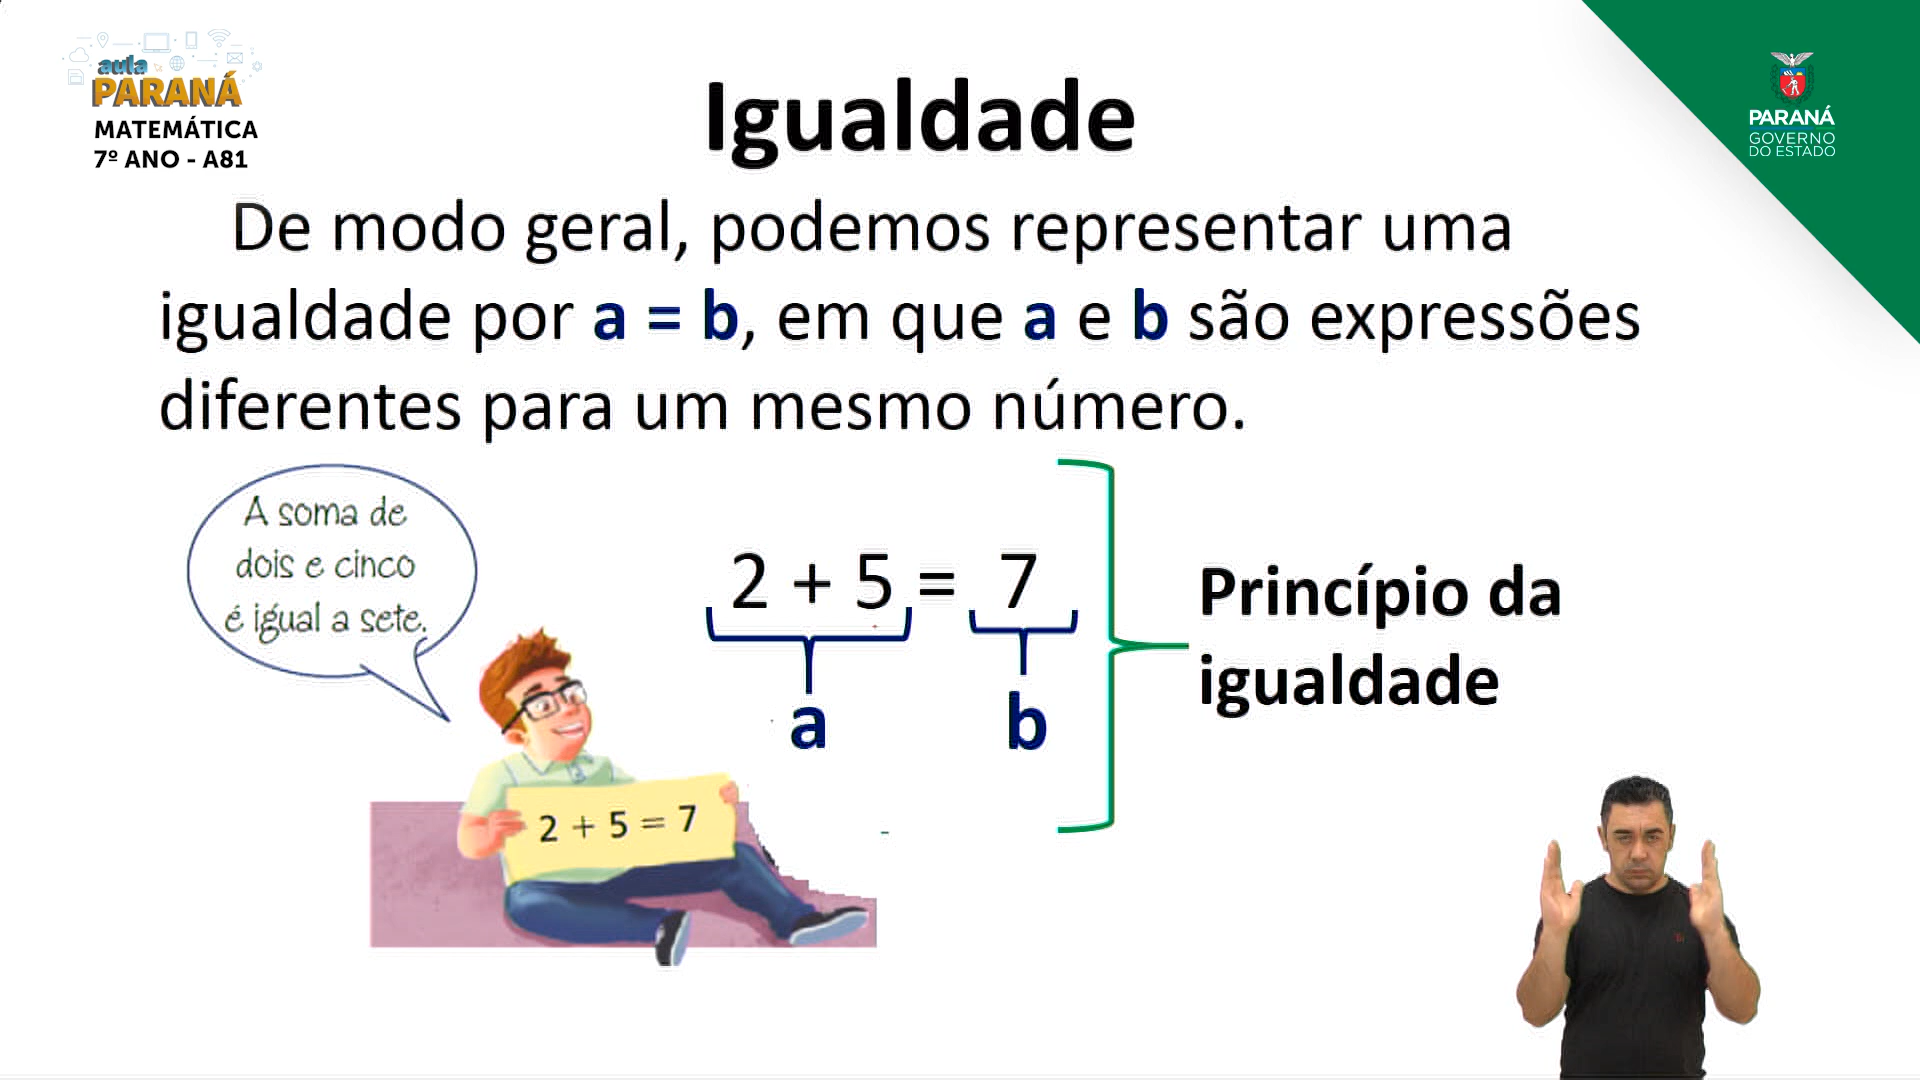 aula
PARANÁ
MATEMÁTICA
7º ANO - A81
Igualdade
PARANÁ
GOVERNO
DO ESTADO
De modo geral, podemos representar uma
igualdade por a = b, em que a e b são expressões
diferentes para um mesmo número.
A soma de
dois e cinco
é igual a sete.
2 + 5 = 7
a b
Princípio da
igualdade
2 + 5 = 7